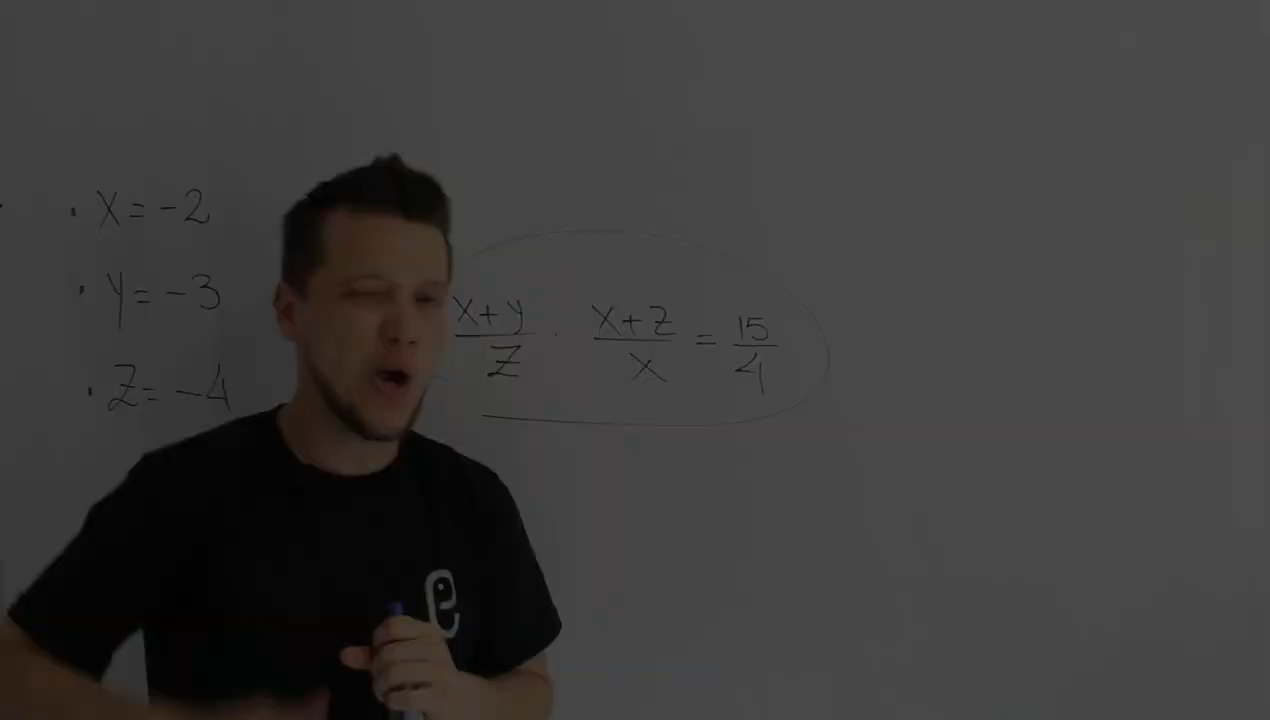 · X = -2
· y = -3
· Z = -4
X+y/Z · X+Z/X = 15/4
e